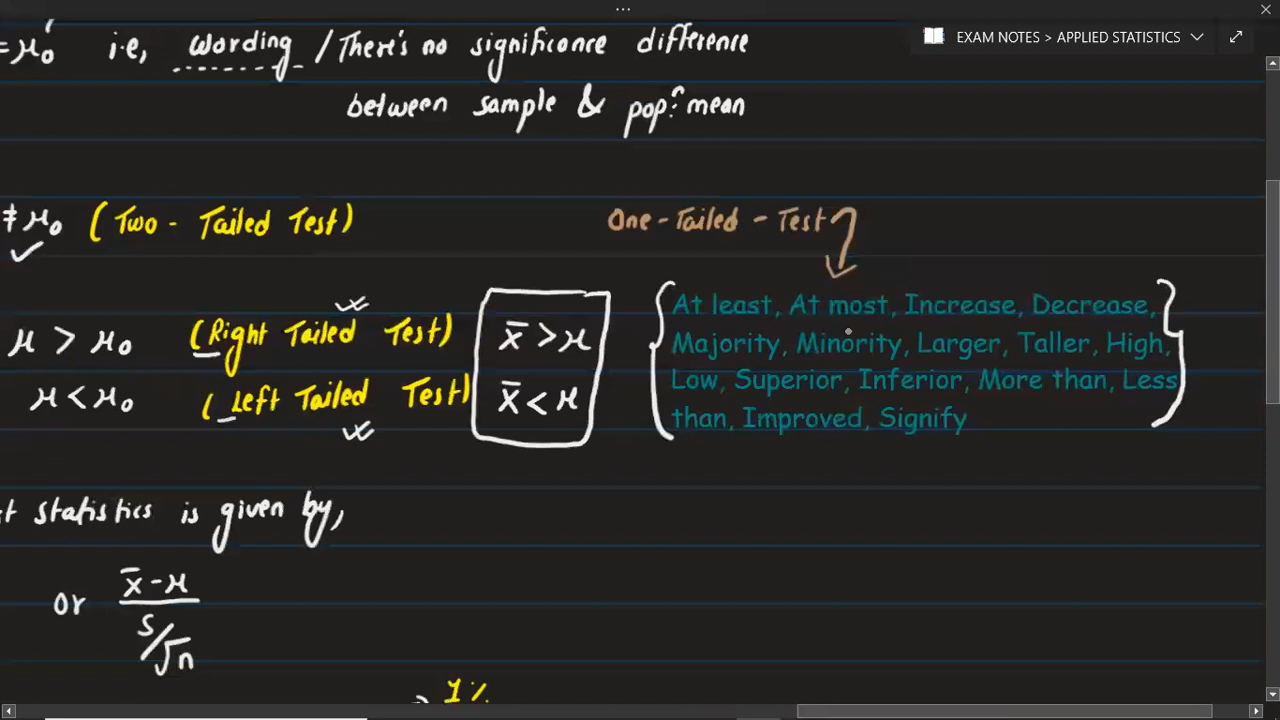 EXAM NOTES > APPLIED STATISTICS
= μ₀' i.e, Wording / There's no significance difference
between sample & popⁿ mean
≠ μ₀ (Two - Tailed Test) One - Tailed - Test
μ > μ₀ (Right Tailed Test) x̄ > μ
μ < μ₀ (Left Tailed Test) x̄ < μ
{At least, At most, Increase, Decrease,
Majority, Minority, Larger, Taller, High,
Low, Superior, Inferior, More than, Less
than, Improved, Signify}
t statistics is given by,
or x̄ - μ
s/√n
1%